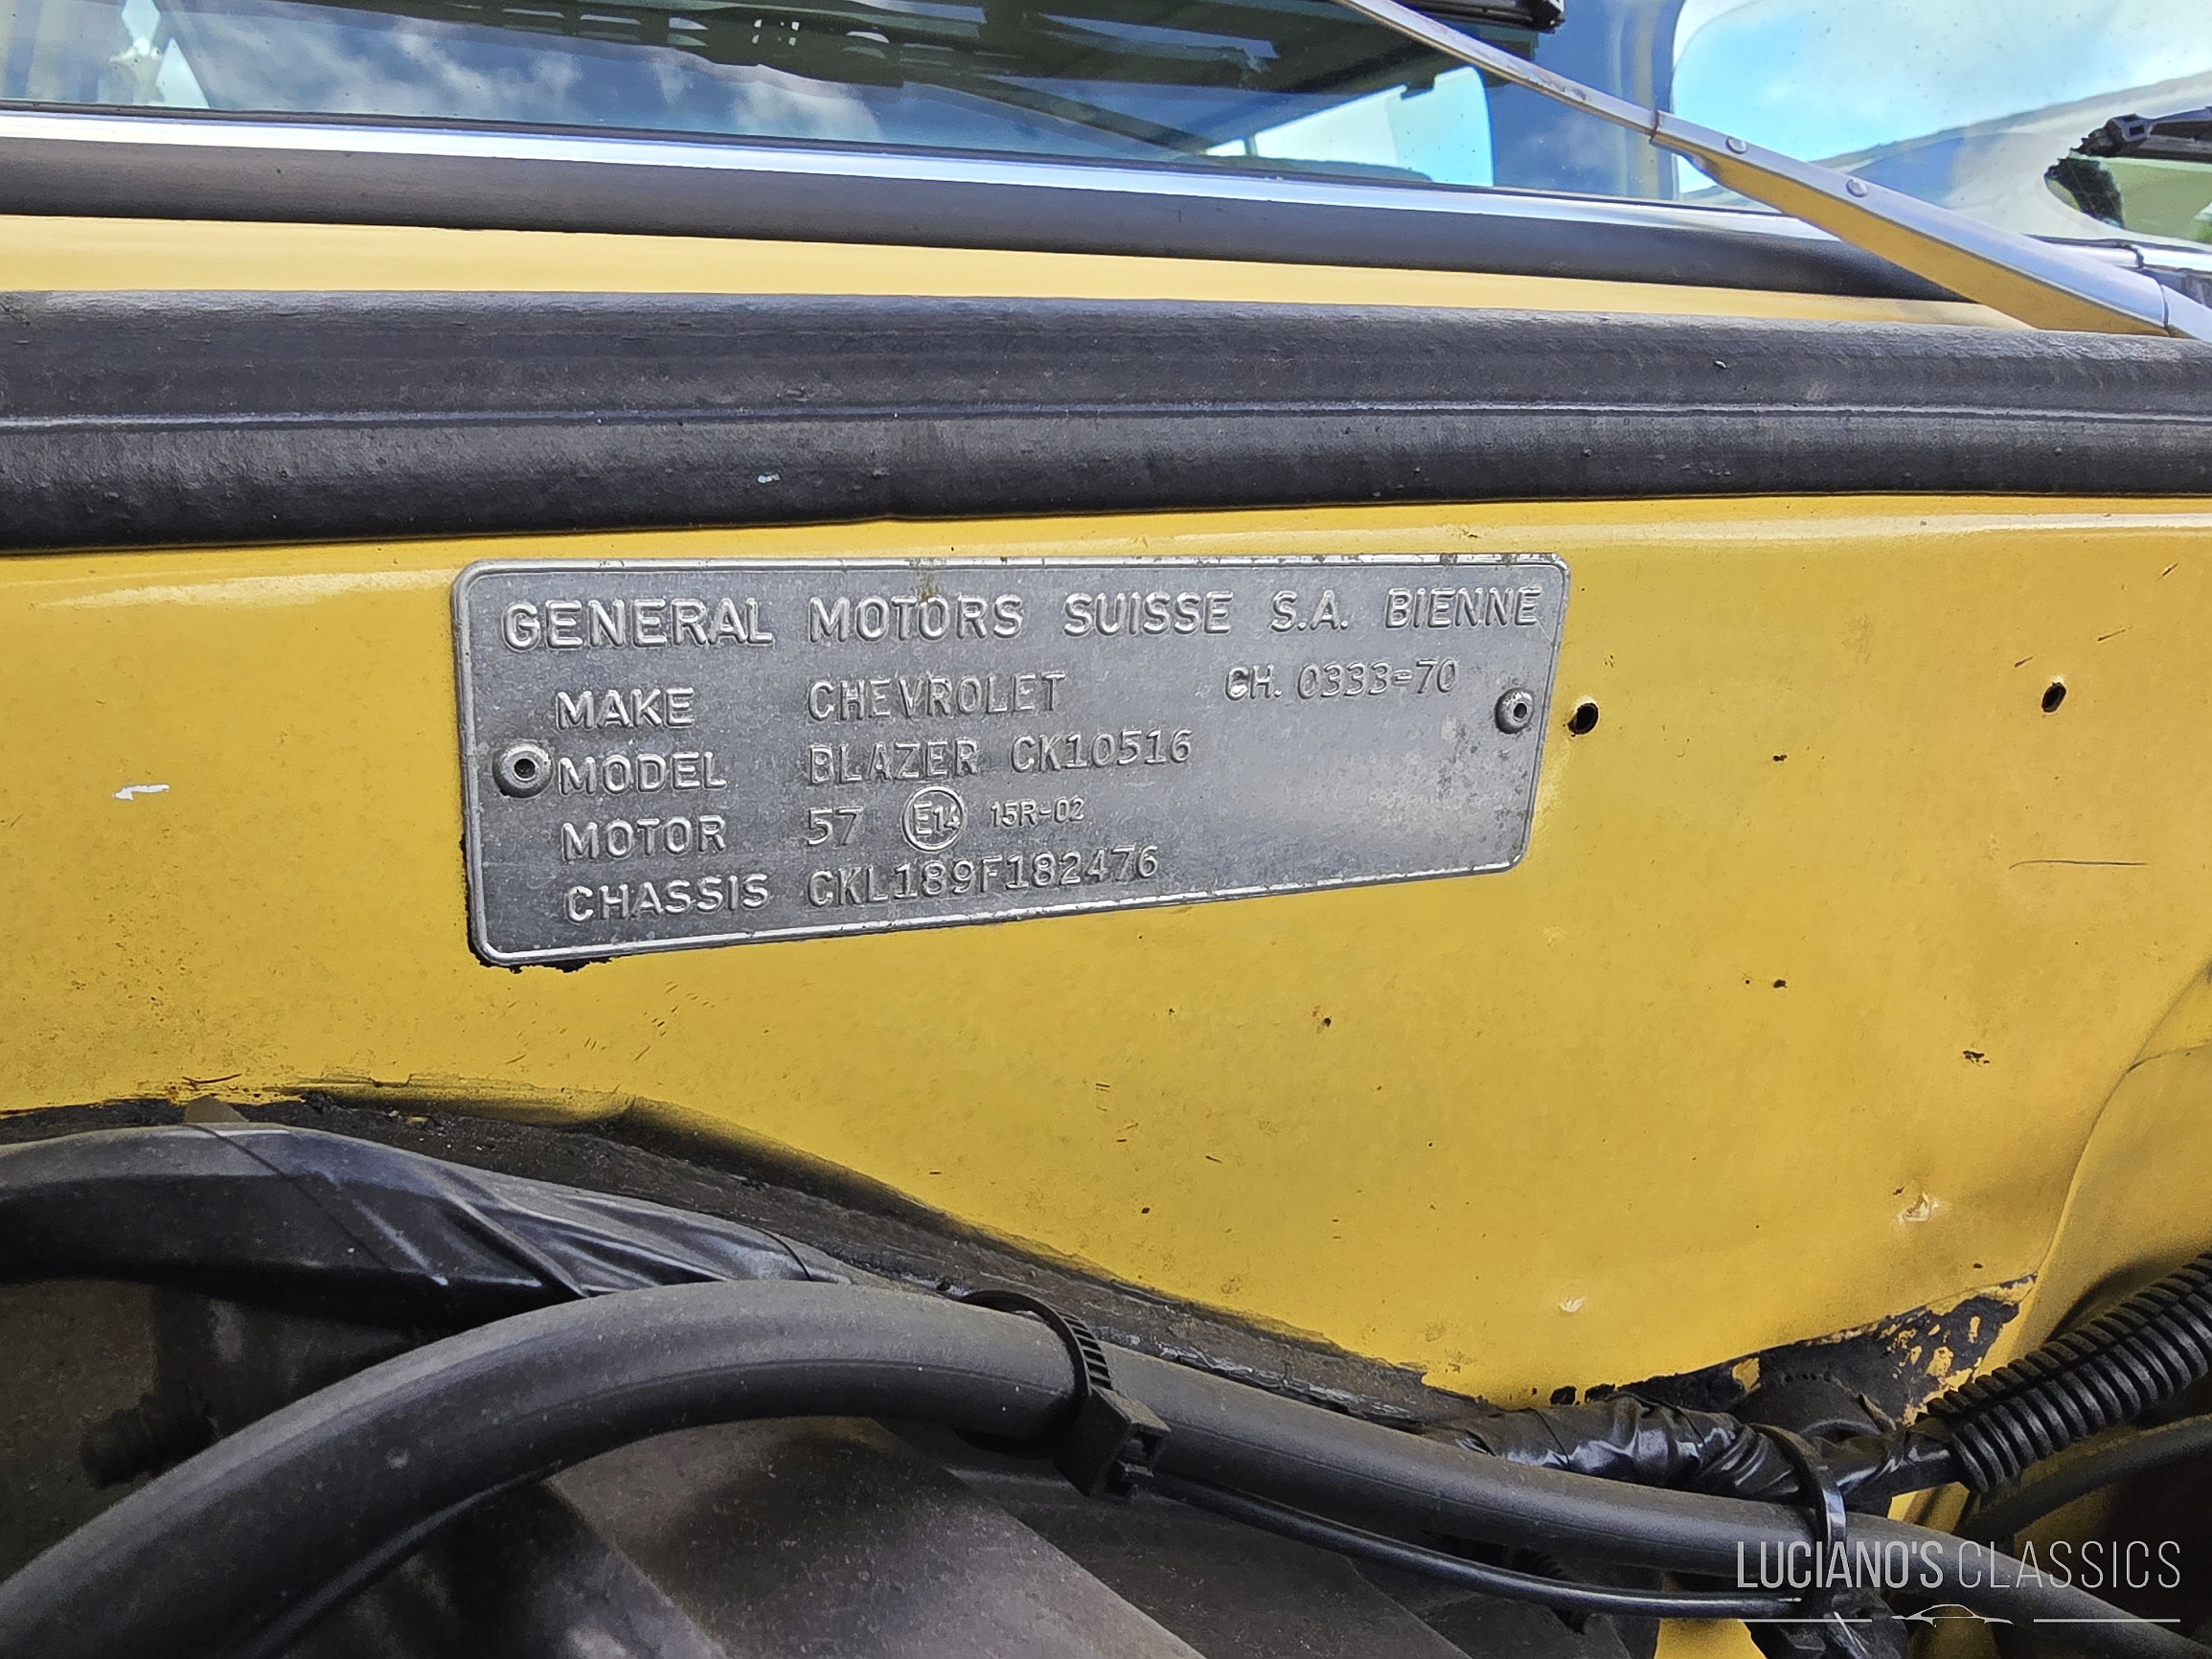 GENERAL MOTORS SUISSE S.A. BIENNE
MAKE CHEVROLET CH. 0333-70
MODEL BLAZER CK10516
MOTOR 57 E14 15R-02
CHASSIS CKL189F182476
LUCIANO'S CLASSICS